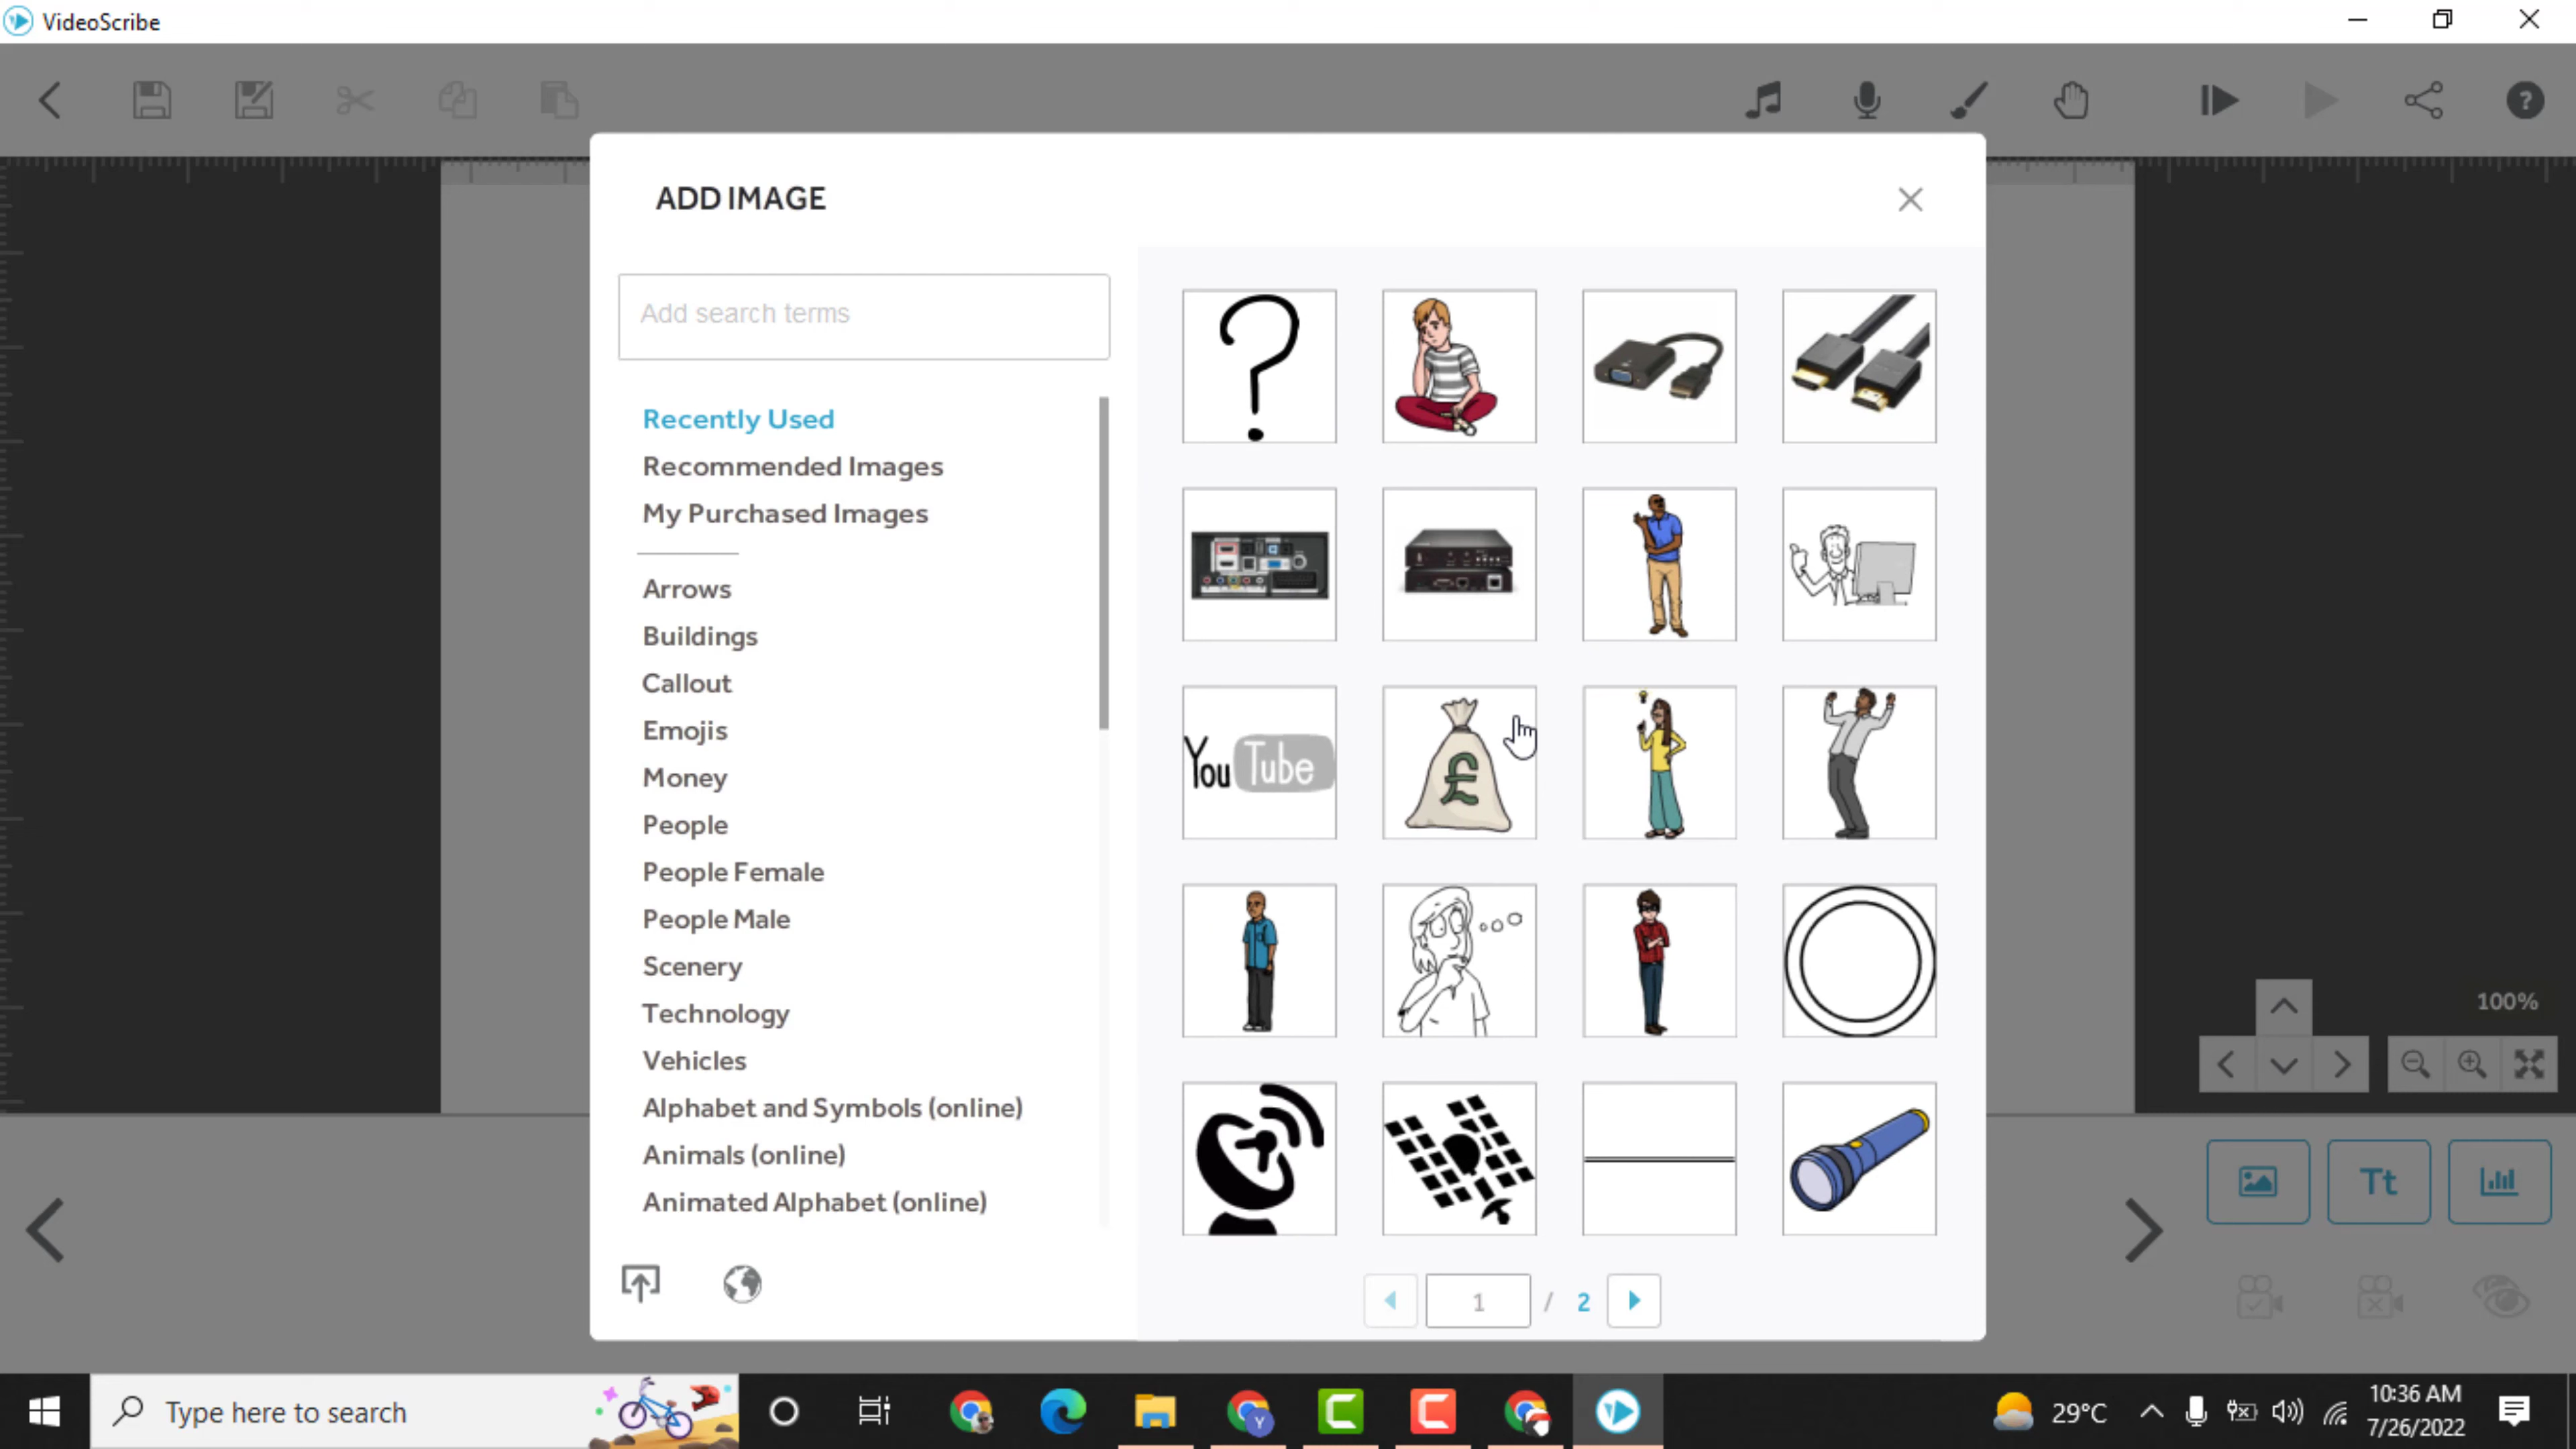 VideoScribe
ADD IMAGE
Add search terms
Recently Used
Recommended Images
My Purchased Images
Arrows
Buildings
Callout
Emojis
Money
People
People Female
People Male
Scenery
Technology
Vehicles
Alphabet and Symbols (online)
Animals (online)
Animated Alphabet (online)
You Tube
£
1 / 2
100%
Tt
Type here to search
Y
29°C
10:36 AM
7/26/2022